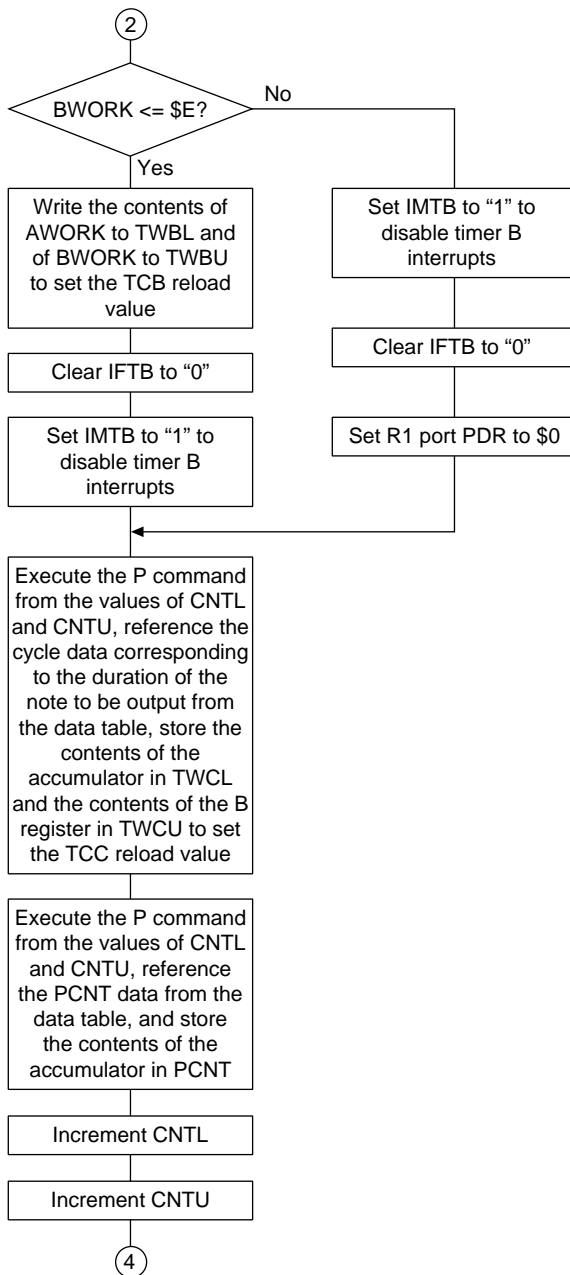 2
BWORK <= $E?
No
Yes
Write the contents of
AWORK to TWBL and
of BWORK to TWBU
to set the TCB reload
value
Clear IFTB to “0”
Set IMTB to “1” to
disable timer B
interrupts
Set IMTB to “1” to
disable timer B
interrupts
Clear IFTB to “0”
Set R1 port PDR to $0
Execute the P command
from the values of CNTL
and CNTU, reference the
cycle data corresponding
to the duration of the
note to be output from
the data table, store the
contents of the
accumulator in TWCL
and the contents of the B
register in TWCU to set
the TCC reload value
Execute the P command
from the values of CNTL
and CNTU, reference
the PCNT data from the
data table, and store
the contents of the
accumulator in PCNT
Increment CNTL
Increment CNTU
4